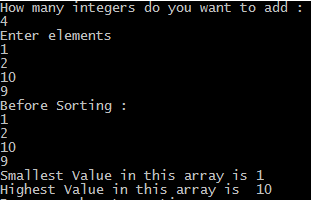 How many integers do you want to add :
4
Enter elements
1
2
10
9
Before Sorting :
1
2
10
9
Smallest Value in this array is 1
Highest Value in this array is  10